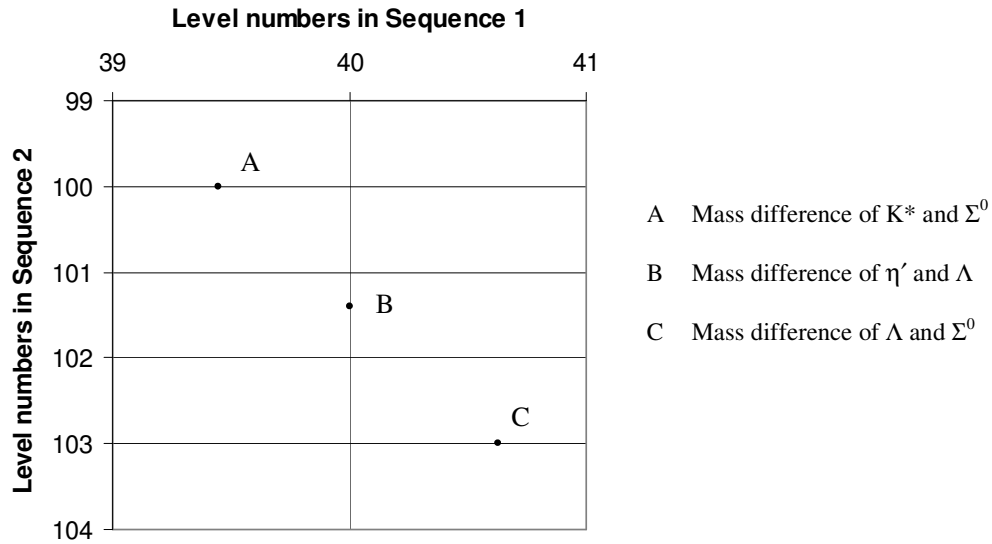 Level numbers in Sequence 1
39 40 41
Level numbers in Sequence 2
99
100
101
102
103
104
A
B
C
A Mass difference of K* and Σ⁰
B Mass difference of η′ and Λ
C Mass difference of Λ and Σ⁰